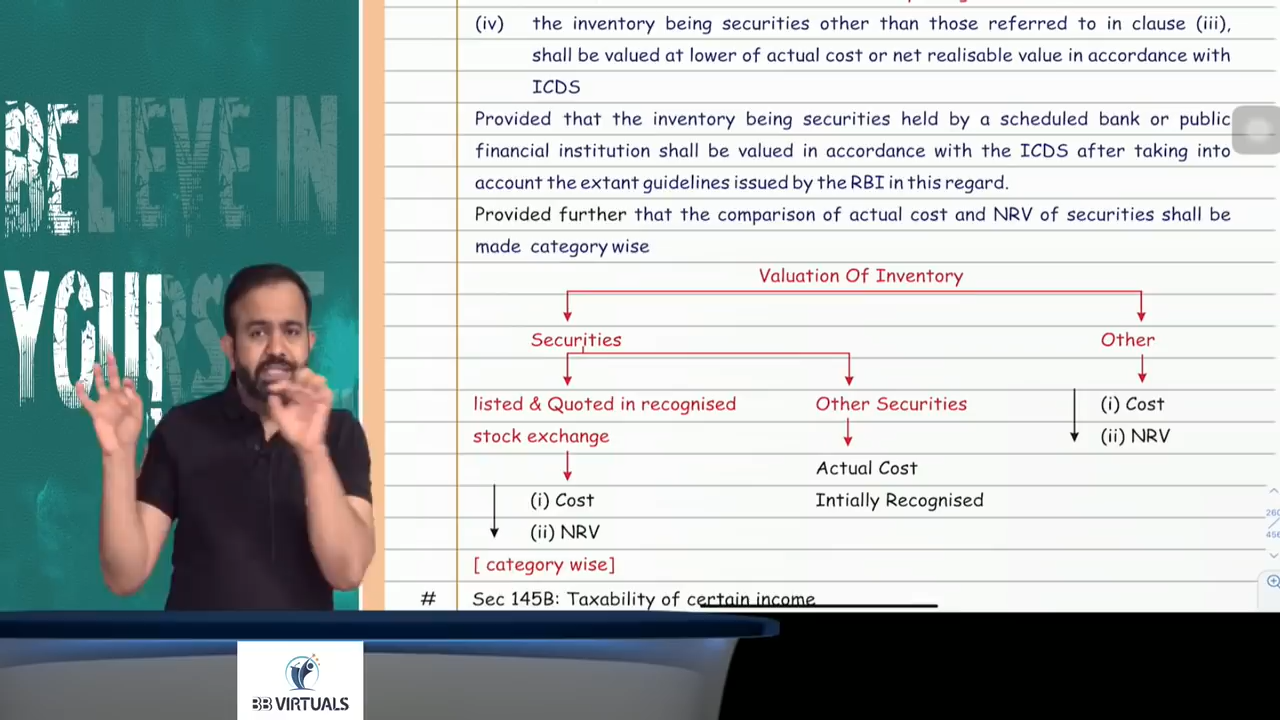 BELIEVE IN
YOURSE
(iv) the inventory being securities other than those referred to in clause (iii),
shall be valued at lower of actual cost or net realisable value in accordance with
ICDS
Provided that the inventory being securities held by a scheduled bank or public
financial institution shall be valued in accordance with the ICDS after taking into
account the extant guidelines issued by the RBI in this regard.
Provided further that the comparison of actual cost and NRV of securities shall be
made category wise
Valuation Of Inventory
Securities
Other
listed & Quoted in recognised
stock exchange
Other Securities
(i) Cost
(ii) NRV
Actual Cost
Intially Recognised
(i) Cost
(ii) NRV
[ category wise]
# Sec 145B: Taxability of certain income
260
456
BB VIRTUALS